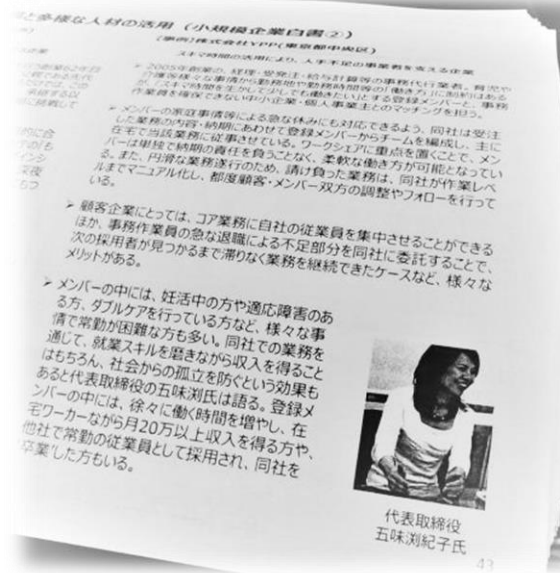 と多様な人材の活用 (小規模企業白書②)
(事例)株式会社YPP(東京都中央区)
スキマ時間の活用により、人手不足の事業者を支える企業
➢ 2005年創業の、経理・受発注・給与計算等の事務代行業者。育児や
介護等様々な事情から勤務地や勤務時間等の「働き方」に制約はある
が「スキマ時間を生かして少しでも働きたい」とする登録メンバーと、事務
作業員を確保できない中小企業・個人事業主とのマッチングを担う。
➢ メンバーの家庭事情等による急な休みにも対応できるよう、同社は受注
した業務の内容・納期にあわせて登録メンバーからチームを編成し、主に
在宅で当該業務に従事させている。ワークシェアに重点を置くことで、メン
バーは単独で納期の責任を負うことなく、柔軟な働き方が可能となってい
る。また、円滑な業務遂行のため、請け負った業務は、同社が作業レベ
ルまでマニュアル化し、都度顧客・メンバー双方の調整やフォローを行って
いる。
➢ 顧客企業にとっては、コア業務に自社の従業員を集中させることができる
ほか、事務作業員の急な退職による不足部分を同社に委託することで、
次の採用者が見つかるまで滞りなく業務を継続できたケースなど、様々な
メリットがある。
➢ メンバーの中には、妊活中の方や適応障害のあ
る方、ダブルケアを行っている方など、様々な事
情で常勤が困難な方も多い。同社での業務を
通じて、就業スキルを磨きながら収入を得ること
はもちろん、社会からの孤立を防ぐという効果も
あると代表取締役の五味渕氏は語る。登録メ
ンバーの中には、徐々に働く時間を増やし、在
宅ワーカーながら月20万以上収入を得る方や、
他社で常勤の従業員として採用され、同社を
"卒業"した方もいる。
代表取締役
五味渕紀子氏
43